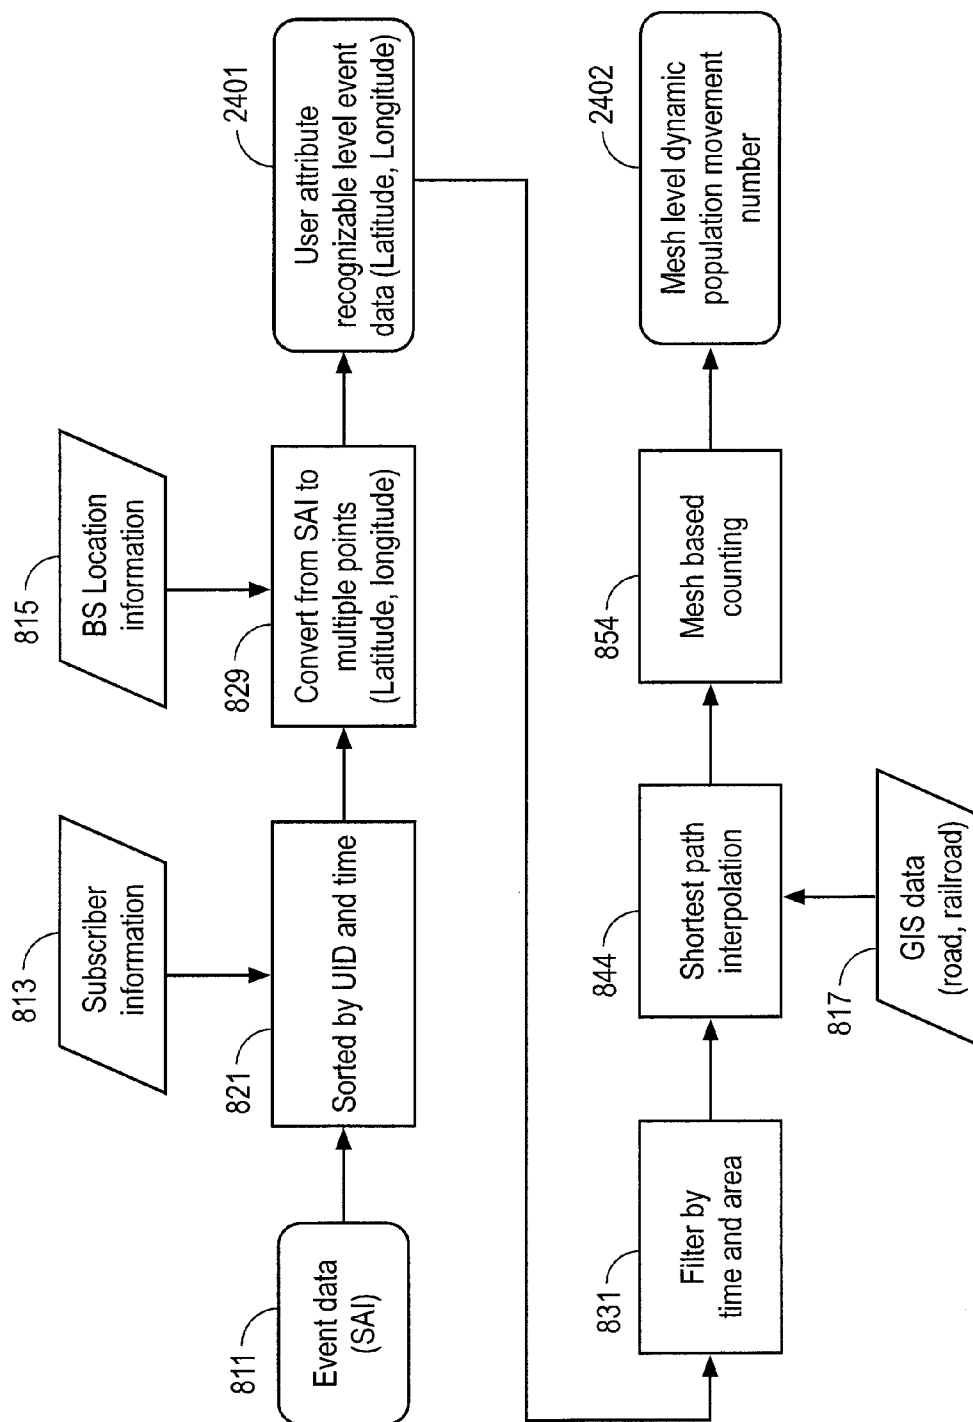 811
Event data
(SAI)
813
Subscriber
information
821
Sorted by UID and time
815
BS Location
information
829
Convert from SAI to
multiple points
(Latitude, longitude)
2401
User attribute
recognizable level event
data (Latitude, Longitude)
831
Filter by
time and area
844
Shortest path
interpolation
817
GIS data
(road, railroad)
854
Mesh based
counting
2402
Mesh level dynamic
population movement
number